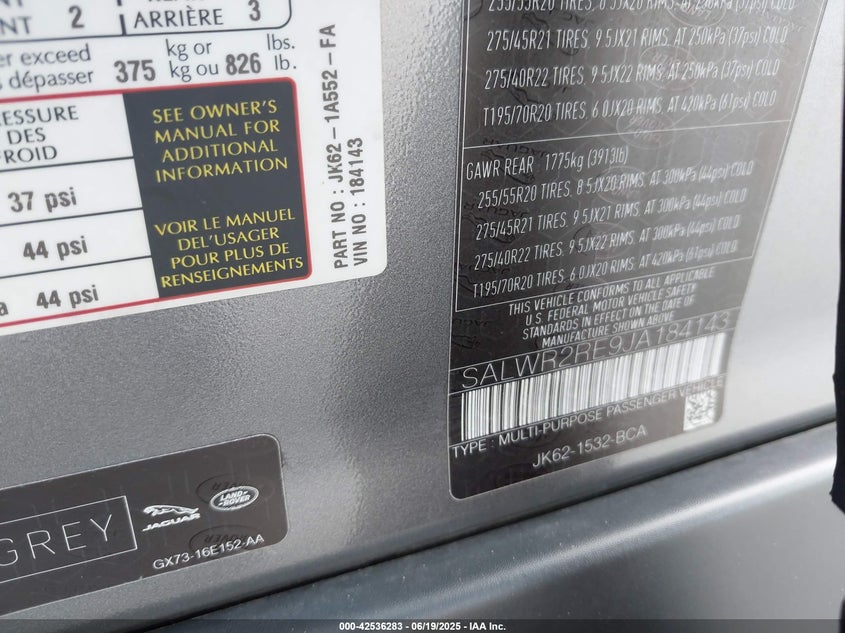 NT 2
ARRIÈRE 3
er exceed
s dépasser 375 kg or kg ou 826 lbs. lb.
PRESSURE
DES
FROID
37 psi
44 psi
a 44 psi
SEE OWNER'S
MANUAL FOR
ADDITIONAL
INFORMATION
VOIR LE MANUEL
DEL'USAGER
POUR PLUS DE
RENSEIGNEMENTS
PART NO : JK62-1A552-FA
VIN NO : 184143
275/45R21 TIRES, 9 5JX21 RIMS, AT 250kPa (37psi) COLD
275/40R22 TIRES, 9 5JX22 RIMS, AT 250kPa (37psi) COLD
T195/70R20 TIRES, 6 0JX20 RIMS, AT 420kPa (61psi) COLD
GAWR REAR 1775kg (3913lb)
255/55R20 TIRES, 8 5JX20 RIMS, AT 300kPa (44psi) COLD
275/45R21 TIRES, 9 5JX21 RIMS, AT 300kPa (44psi) COLD
275/40R22 TIRES, 9 5JX22 RIMS, AT 300kPa (44psi) COLD
T195/70R20 TIRES, 6 0JX20 RIMS, AT 420kPa (61psi) COLD
THIS VEHICLE CONFORMS TO ALL APPLICABLE
U.S. FEDERAL MOTOR VEHICLE SAFETY
STANDARDS IN EFFECT ON THE DATE OF
MANUFACTURE SHOWN ABOVE
SALWR2RE9JA184143
TYPE : MULTI-PURPOSE PASSENGER VEHICLE
JK62-1532-BCA
GREY
JAGUAR
LAND ROVER
GX73-16E152-AA
000-42536283 - 06/19/2025 - IAA Inc.